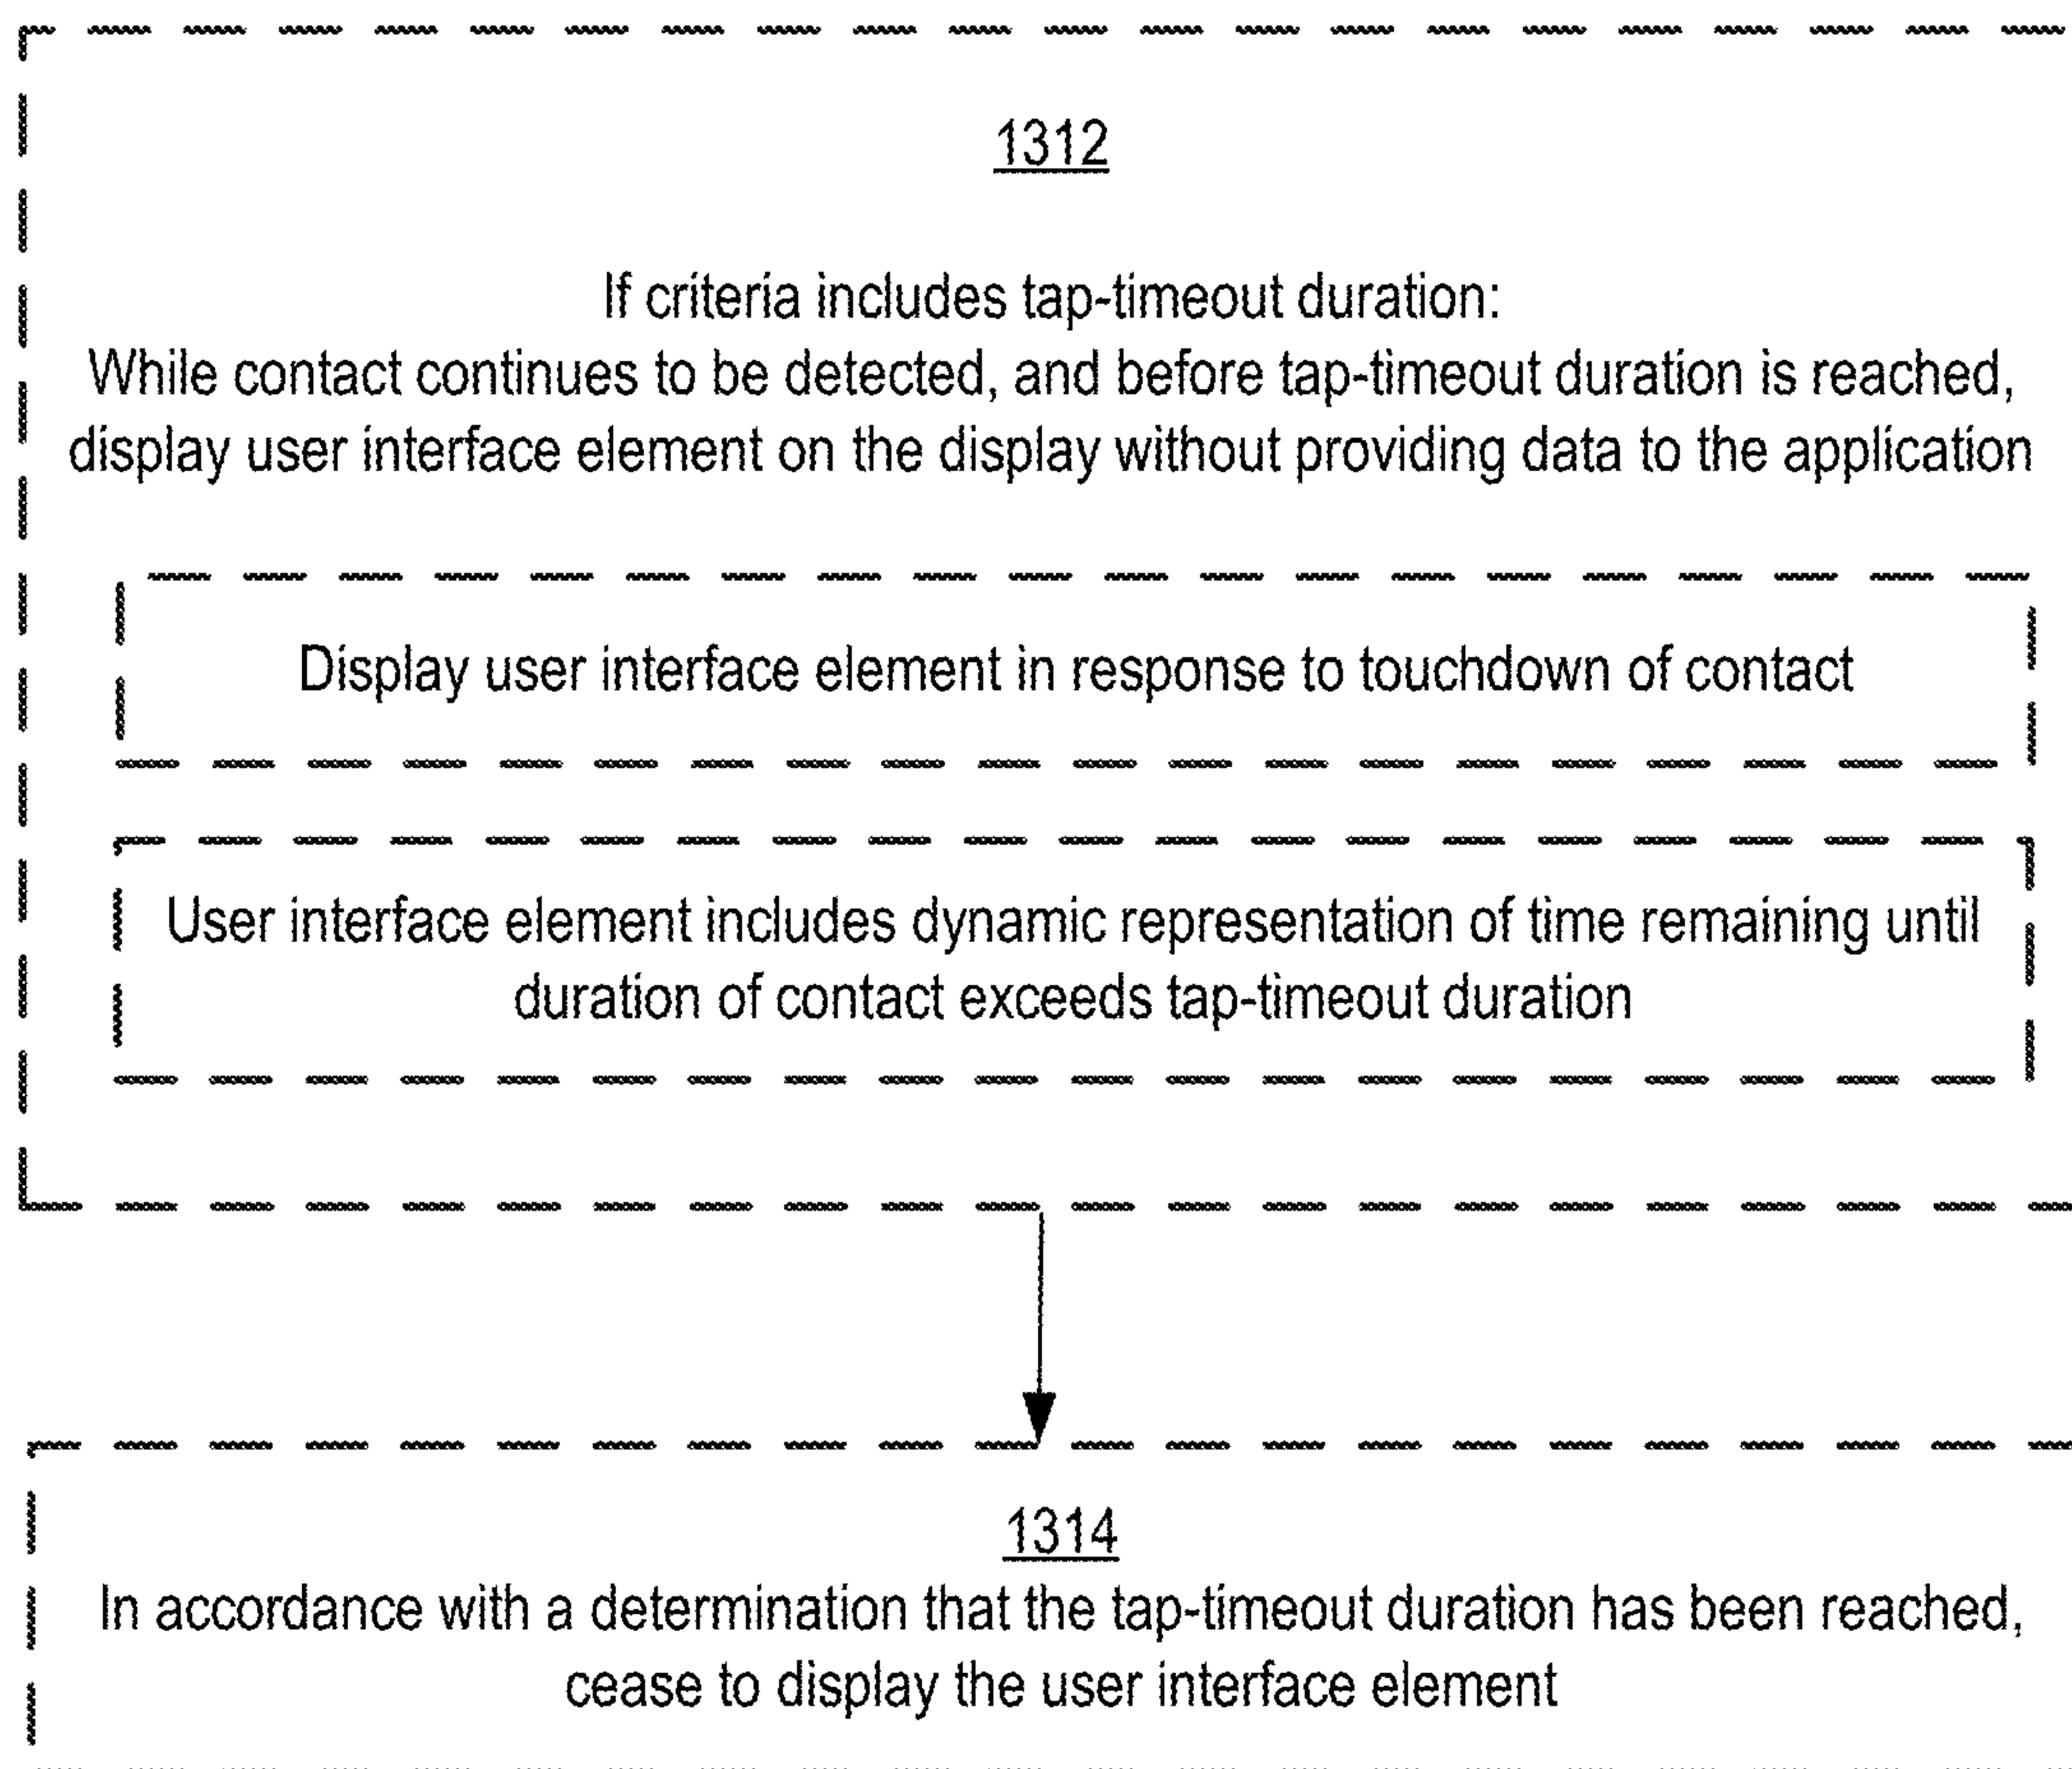 1312
If criteria includes tap-timeout duration:
While contact continues to be detected, and before tap-timeout duration is reached,
display user interface element on the display without providing data to the application
Display user interface element in response to touchdown of contact
User interface element includes dynamic representation of time remaining until
duration of contact exceeds tap-timeout duration
1314
In accordance with a determination that the tap-timeout duration has been reached,
cease to display the user interface element